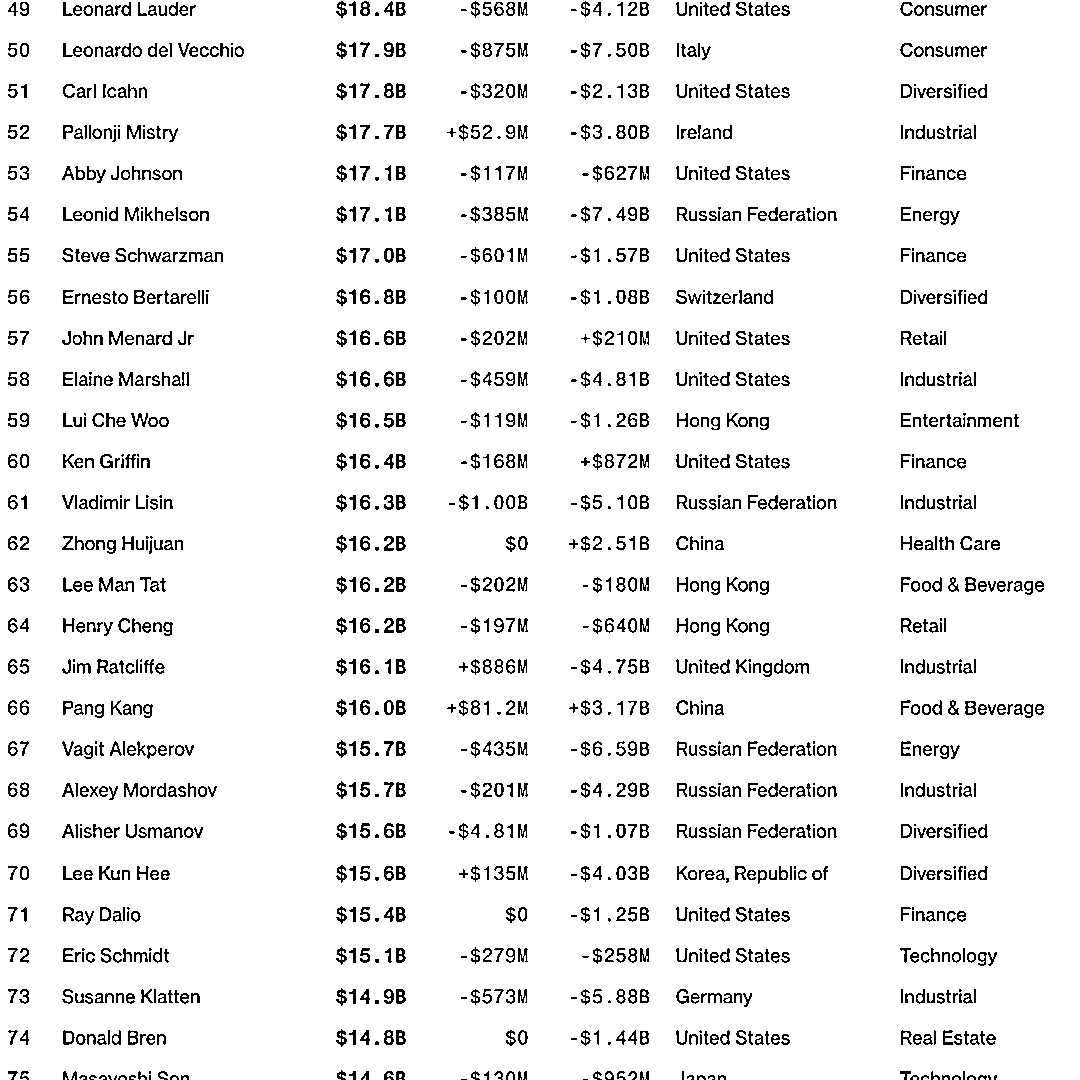 49 Leonard Lauder $18.4B -$568M -$4.12B United States Consumer
50 Leonardo del Vecchio $17.9B -$875M -$7.50B Italy Consumer
51 Carl Icahn $17.8B -$320M -$2.13B United States Diversified
52 Pallonji Mistry $17.7B +$52.9M -$3.80B Ireland Industrial
53 Abby Johnson $17.1B -$117M -$627M United States Finance
54 Leonid Mikhelson $17.1B -$385M -$7.49B Russian Federation Energy
55 Steve Schwarzman $17.0B -$601M -$1.57B United States Finance
56 Ernesto Bertarelli $16.8B -$100M -$1.08B Switzerland Diversified
57 John Menard Jr $16.6B -$202M +$210M United States Retail
58 Elaine Marshall $16.6B -$459M -$4.81B United States Industrial
59 Lui Che Woo $16.5B -$119M -$1.26B Hong Kong Entertainment
60 Ken Griffin $16.4B -$168M +$872M United States Finance
61 Vladimir Lisin $16.3B -$1.00B -$5.10B Russian Federation Industrial
62 Zhong Huijuan $16.2B $0 +$2.51B China Health Care
63 Lee Man Tat $16.2B -$202M -$180M Hong Kong Food & Beverage
64 Henry Cheng $16.2B -$197M -$640M Hong Kong Retail
65 Jim Ratcliffe $16.1B +$886M -$4.75B United Kingdom Industrial
66 Pang Kang $16.0B +$81.2M +$3.17B China Food & Beverage
67 Vagit Alekperov $15.7B -$435M -$6.59B Russian Federation Energy
68 Alexey Mordashov $15.7B -$201M -$4.29B Russian Federation Industrial
69 Alisher Usmanov $15.6B -$4.81M -$1.07B Russian Federation Diversified
70 Lee Kun Hee $15.6B +$135M -$4.03B Korea, Republic of Diversified
71 Ray Dalio $15.4B $0 -$1.25B United States Finance
72 Eric Schmidt $15.1B -$279M -$258M United States Technology
73 Susanne Klatten $14.9B -$573M -$5.88B Germany Industrial
74 Donald Bren $14.8B $0 -$1.44B United States Real Estate
75 Masayoshi Son $14.6B -$130M -$952M Japan Technology